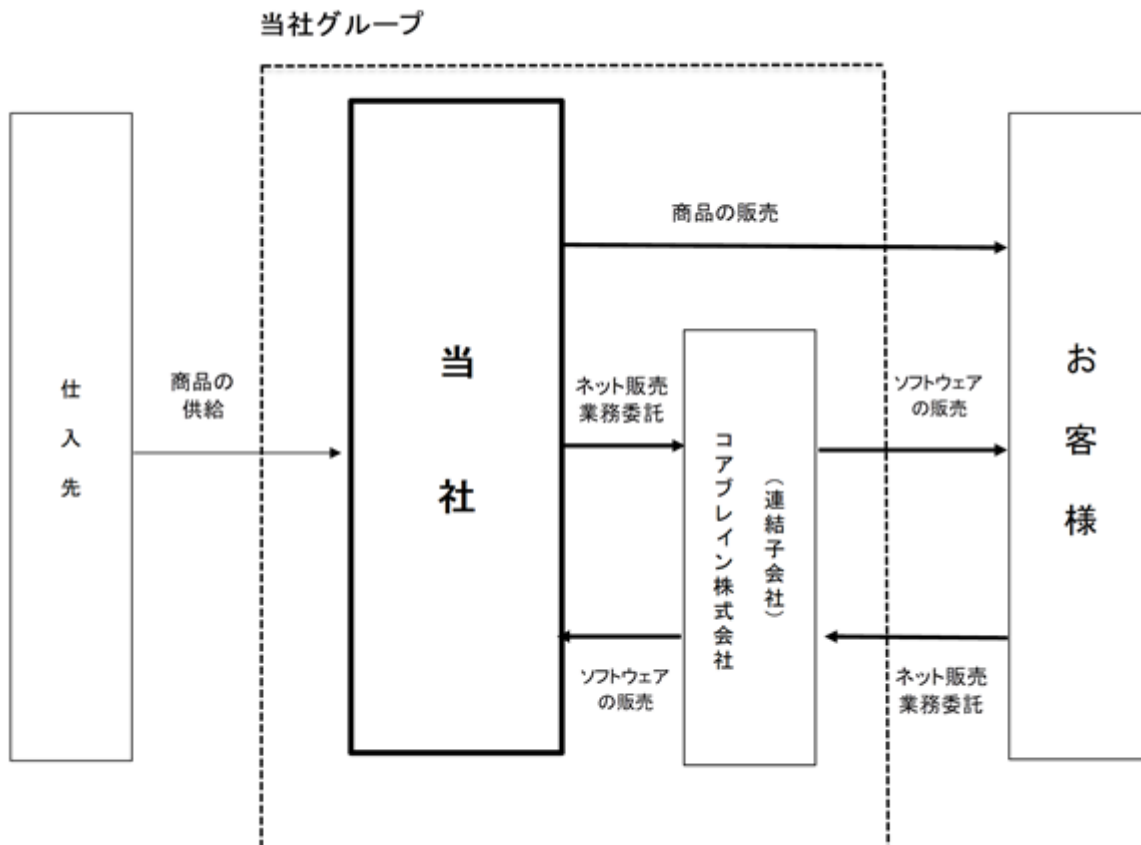 当社グループ
商品の販売
仕入先
商品の
供給
当社
ネット販売
業務委託
ソフトウェア
の販売
(連結子会社)
コアブレイン株式会社
ソフトウェア
の販売
お客様
ネット販売
業務委託